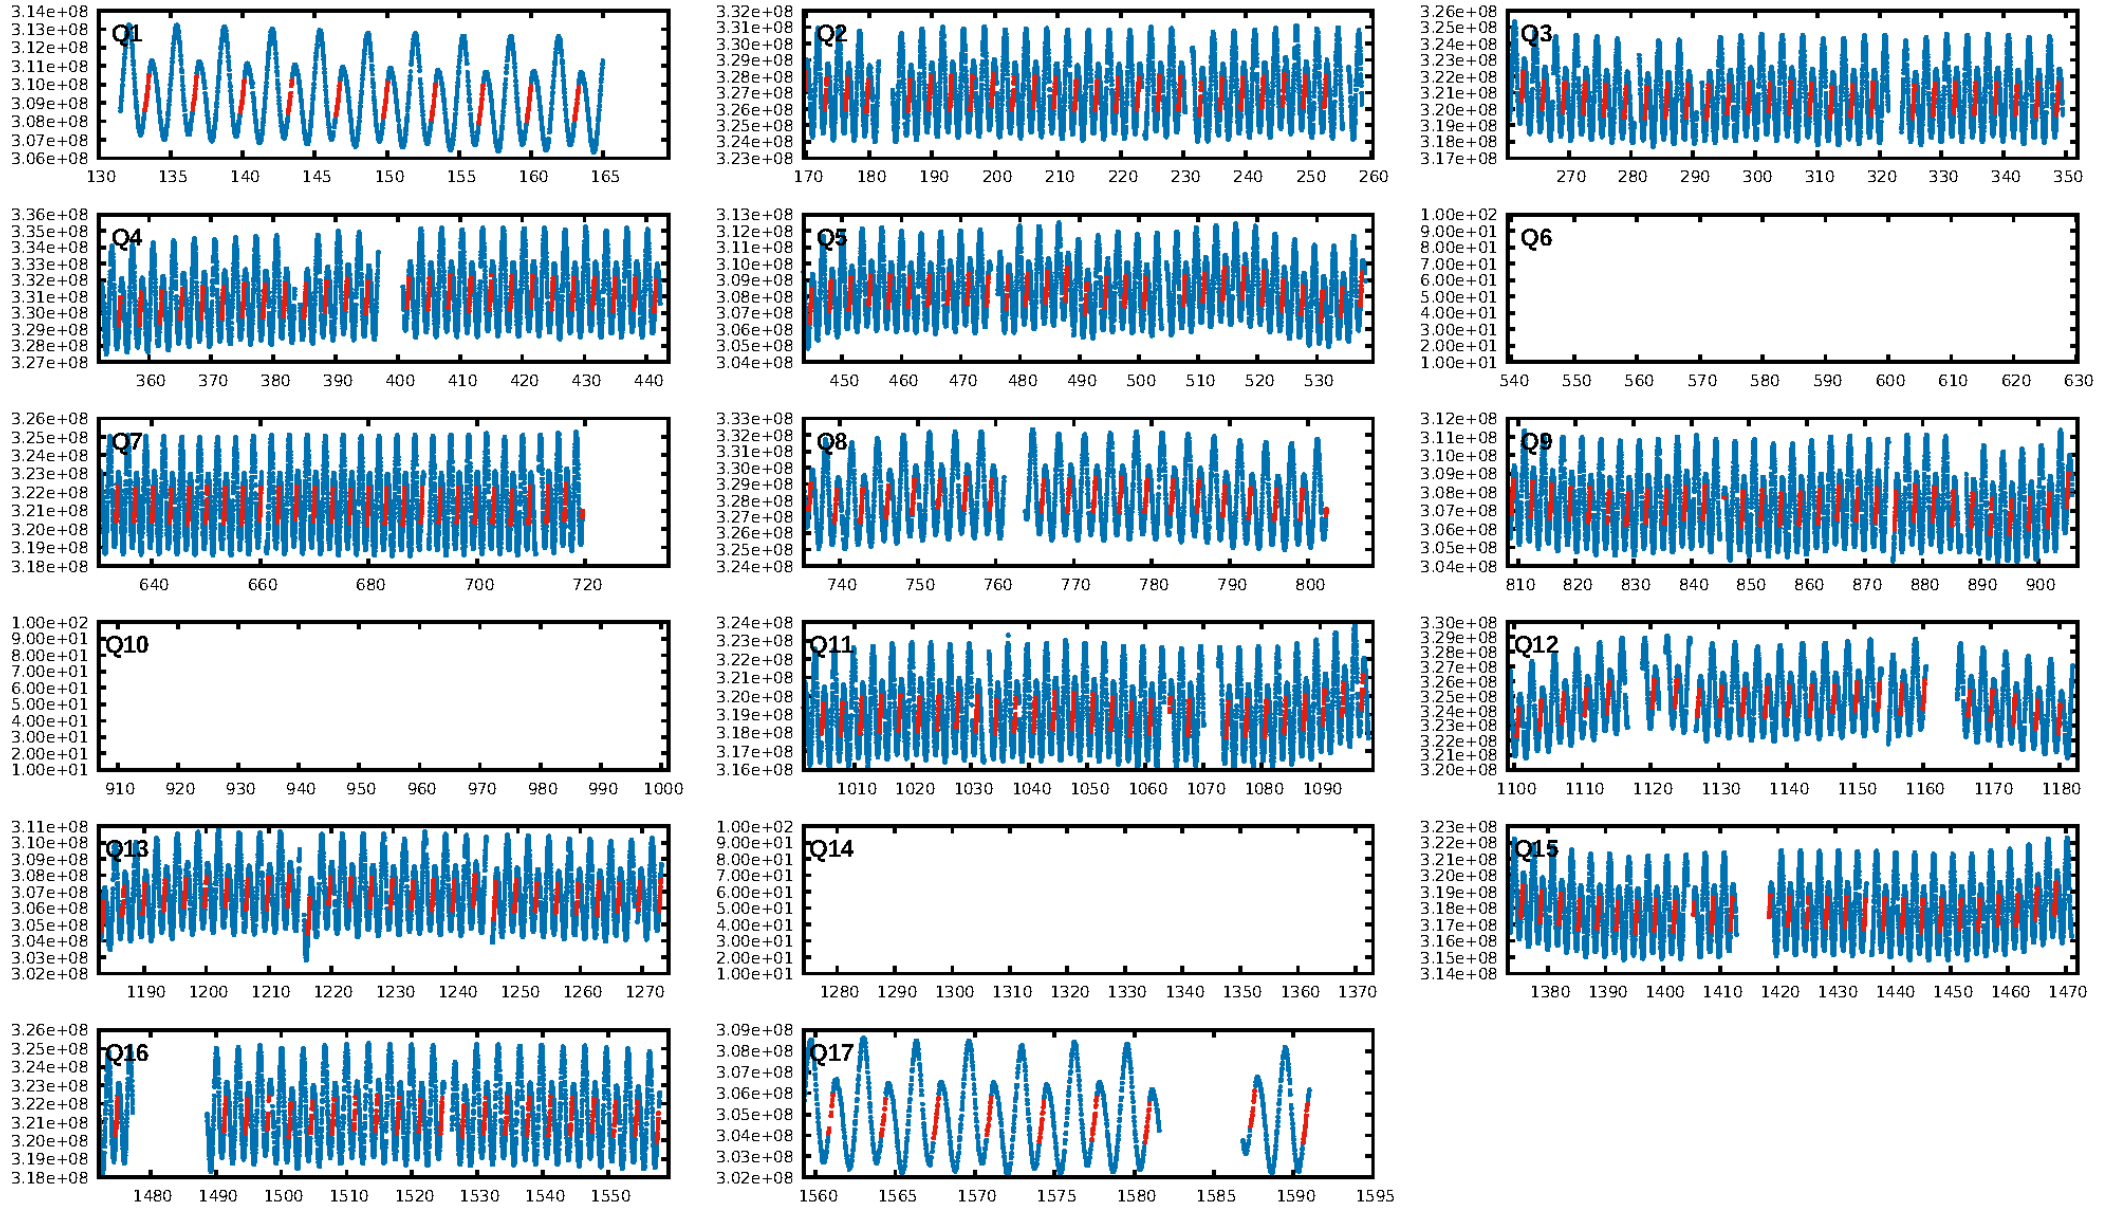 3.14e+08
3.13e+08
3.12e+08
3.11e+08
3.10e+08
3.09e+08
3.08e+08
3.07e+08
3.06e+08
Q1
130 135 140 145 150 155 160 165
3.32e+08
3.31e+08
3.30e+08
3.29e+08
3.28e+08
3.27e+08
3.26e+08
3.25e+08
3.24e+08
3.23e+08
Q2
170 180 190 200 210 220 230 240 250 260
3.26e+08
3.25e+08
3.24e+08
3.23e+08
3.22e+08
3.21e+08
3.20e+08
3.19e+08
3.18e+08
3.17e+08
Q3
270 280 290 300 310 320 330 340 350
3.36e+08
3.35e+08
3.34e+08
3.33e+08
3.32e+08
3.31e+08
3.30e+08
3.29e+08
3.28e+08
3.27e+08
Q4
360 370 380 390 400 410 420 430 440
3.13e+08
3.12e+08
3.11e+08
3.10e+08
3.09e+08
3.08e+08
3.07e+08
3.06e+08
3.05e+08
3.04e+08
Q5
450 460 470 480 490 500 510 520 530
1.00e+02
9.00e+01
8.00e+01
7.00e+01
6.00e+01
5.00e+01
4.00e+01
3.00e+01
2.00e+01
1.00e+01
Q6
540 550 560 570 580 590 600 610 620 630
3.26e+08
3.25e+08
3.24e+08
3.23e+08
3.22e+08
3.21e+08
3.20e+08
3.19e+08
3.18e+08
Q7
640 660 680 700 720
3.33e+08
3.32e+08
3.31e+08
3.30e+08
3.29e+08
3.28e+08
3.27e+08
3.26e+08
3.25e+08
3.24e+08
Q8
740 750 760 770 780 790 800
3.12e+08
3.11e+08
3.10e+08
3.09e+08
3.08e+08
3.07e+08
3.06e+08
3.05e+08
3.04e+08
Q9
810 820 830 840 850 860 870 880 890 900
1.00e+02
9.00e+01
8.00e+01
7.00e+01
6.00e+01
5.00e+01
4.00e+01
3.00e+01
2.00e+01
1.00e+01
Q10
910 920 930 940 950 960 970 980 990 1000
3.24e+08
3.23e+08
3.22e+08
3.21e+08
3.20e+08
3.19e+08
3.18e+08
3.17e+08
3.16e+08
Q11
1010 1020 1030 1040 1050 1060 1070 1080 1090
3.30e+08
3.29e+08
3.28e+08
3.27e+08
3.26e+08
3.25e+08
3.24e+08
3.23e+08
3.22e+08
3.21e+08
3.20e+08
Q12
1100 1110 1120 1130 1140 1150 1160 1170 1180
3.11e+08
3.10e+08
3.09e+08
3.08e+08
3.07e+08
3.06e+08
3.05e+08
3.04e+08
3.03e+08
3.02e+08
Q13
1190 1200 1210 1220 1230 1240 1250 1260 1270
1.00e+02
9.00e+01
8.00e+01
7.00e+01
6.00e+01
5.00e+01
4.00e+01
3.00e+01
2.00e+01
1.00e+01
Q14
1280 1290 1300 1310 1320 1330 1340 1350 1360 1370
3.23e+08
3.22e+08
3.21e+08
3.20e+08
3.19e+08
3.18e+08
3.17e+08
3.16e+08
3.15e+08
3.14e+08
Q15
1380 1390 1400 1410 1420 1430 1440 1450 1460 1470
3.26e+08
3.25e+08
3.24e+08
3.23e+08
3.22e+08
3.21e+08
3.20e+08
3.19e+08
3.18e+08
Q16
1480 1490 1500 1510 1520 1530 1540 1550
3.09e+08
3.08e+08
3.07e+08
3.06e+08
3.05e+08
3.04e+08
3.03e+08
3.02e+08
Q17
1560 1565 1570 1575 1580 1585 1590 1595